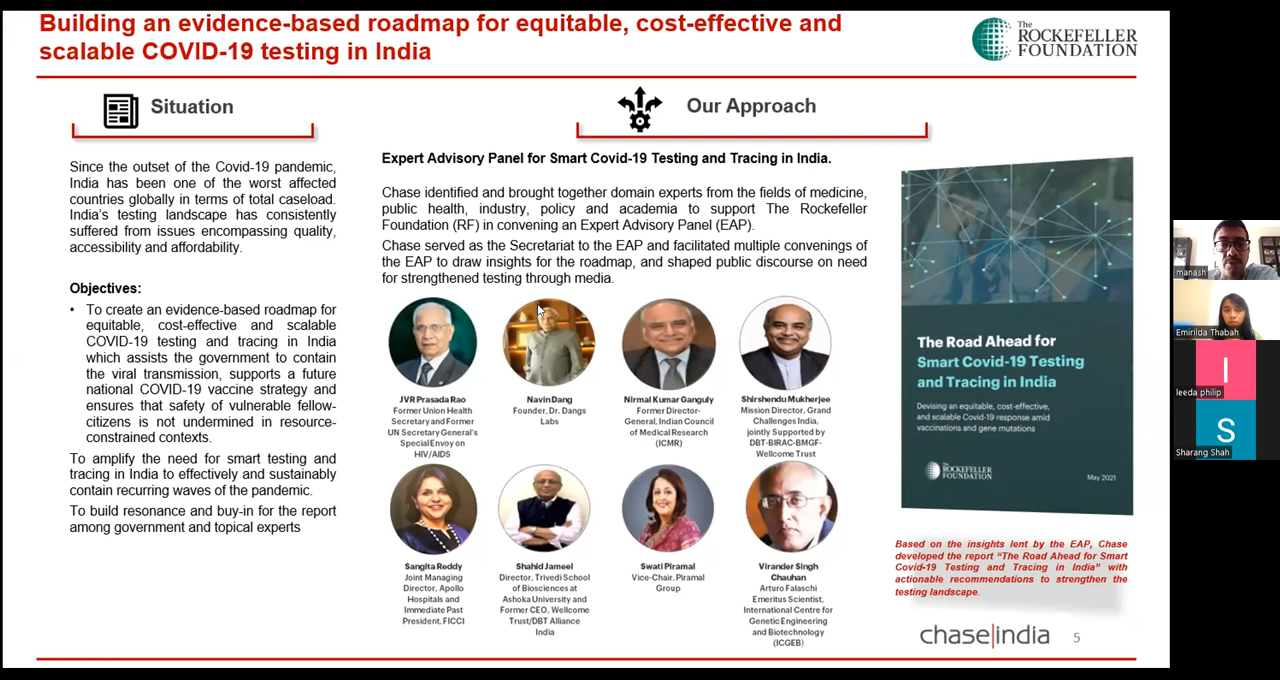 Building an evidence-based roadmap for equitable, cost-effective and
scalable COVID-19 testing in India
The
ROCKEFELLER
FOUNDATION
Situation
Since the outset of the Covid-19 pandemic,
India has been one of the worst affected
countries globally in terms of total caseload.
India's testing landscape has consistently
suffered from issues encompassing quality,
accessibility and affordability.
Objectives:
• To create an evidence-based roadmap for
equitable, cost-effective and scalable
COVID-19 testing and tracing in India
which assists the government to contain
the viral transmission, supports a future
national COVID-19 vaccine strategy and
ensures that safety of vulnerable fellow-
citizens is not undermined in resource-
constrained contexts.
To amplify the need for smart testing and
tracing in India to effectively and sustainably
contain recurring waves of the pandemic.
To build resonance and buy-in for the report
among government and topical experts
Our Approach
Expert Advisory Panel for Smart Covid-19 Testing and Tracing in India.
Chase identified and brought together domain experts from the fields of medicine,
public health, industry, policy and academia to support The Rockefeller
Foundation (RF) in convening an Expert Advisory Panel (EAP).
Chase served as the Secretariat to the EAP and facilitated multiple convenings of
the EAP to draw insights for the roadmap, and shaped public discourse on need
for strengthened testing through media.
JVR Prasada Rao
Former Union Health
Secretary and Former
UN Secretary General's
Special Envoy on
HIV/AIDS
Navin Dang
Founder, Dr. Dangs
Labs
Nirmal Kumar Ganguly
Former Director-
General, Indian Council
of Medical Research
(ICMR)
Shirshendu Mukherjee
Mission Director, Grand
Challenges India,
jointly Supported by
DBT-BIRAC-BMGF-
Wellcome Trust
Sangita Reddy
Joint Managing
Director, Apollo
Hospitals and
Immediate Past
President, FICCI
Shahid Jameel
Director, Trivedi School
of Biosciences at
Ashoka University and
Former CEO, Wellcome
Trust/DBT Alliance
India
Swati Piramal
Vice-Chair, Piramal
Group
Virander Singh
Chauhan
Arturo Falaschi
Emeritus Scientist,
International Centre for
Genetic Engineering
and Biotechnology
(ICGEB)
The Road Ahead for
Smart Covid-19 Testing
and Tracing in India
Devising an equitable, cost-effective,
and scalable Covid-19 response amid
vaccinations and gene mutations
The
ROCKEFELLER
FOUNDATION
May 2021
Based on the insights lent by the EAP, Chase
developed the report "The Road Ahead for Smart
Covid-19 Testing and Tracing in India" with
actionable recommendations to strengthen the
testing landscape.
chase|india
5
manash
Emirilda Thabah
I
leeda philip
S
Sharang Shah